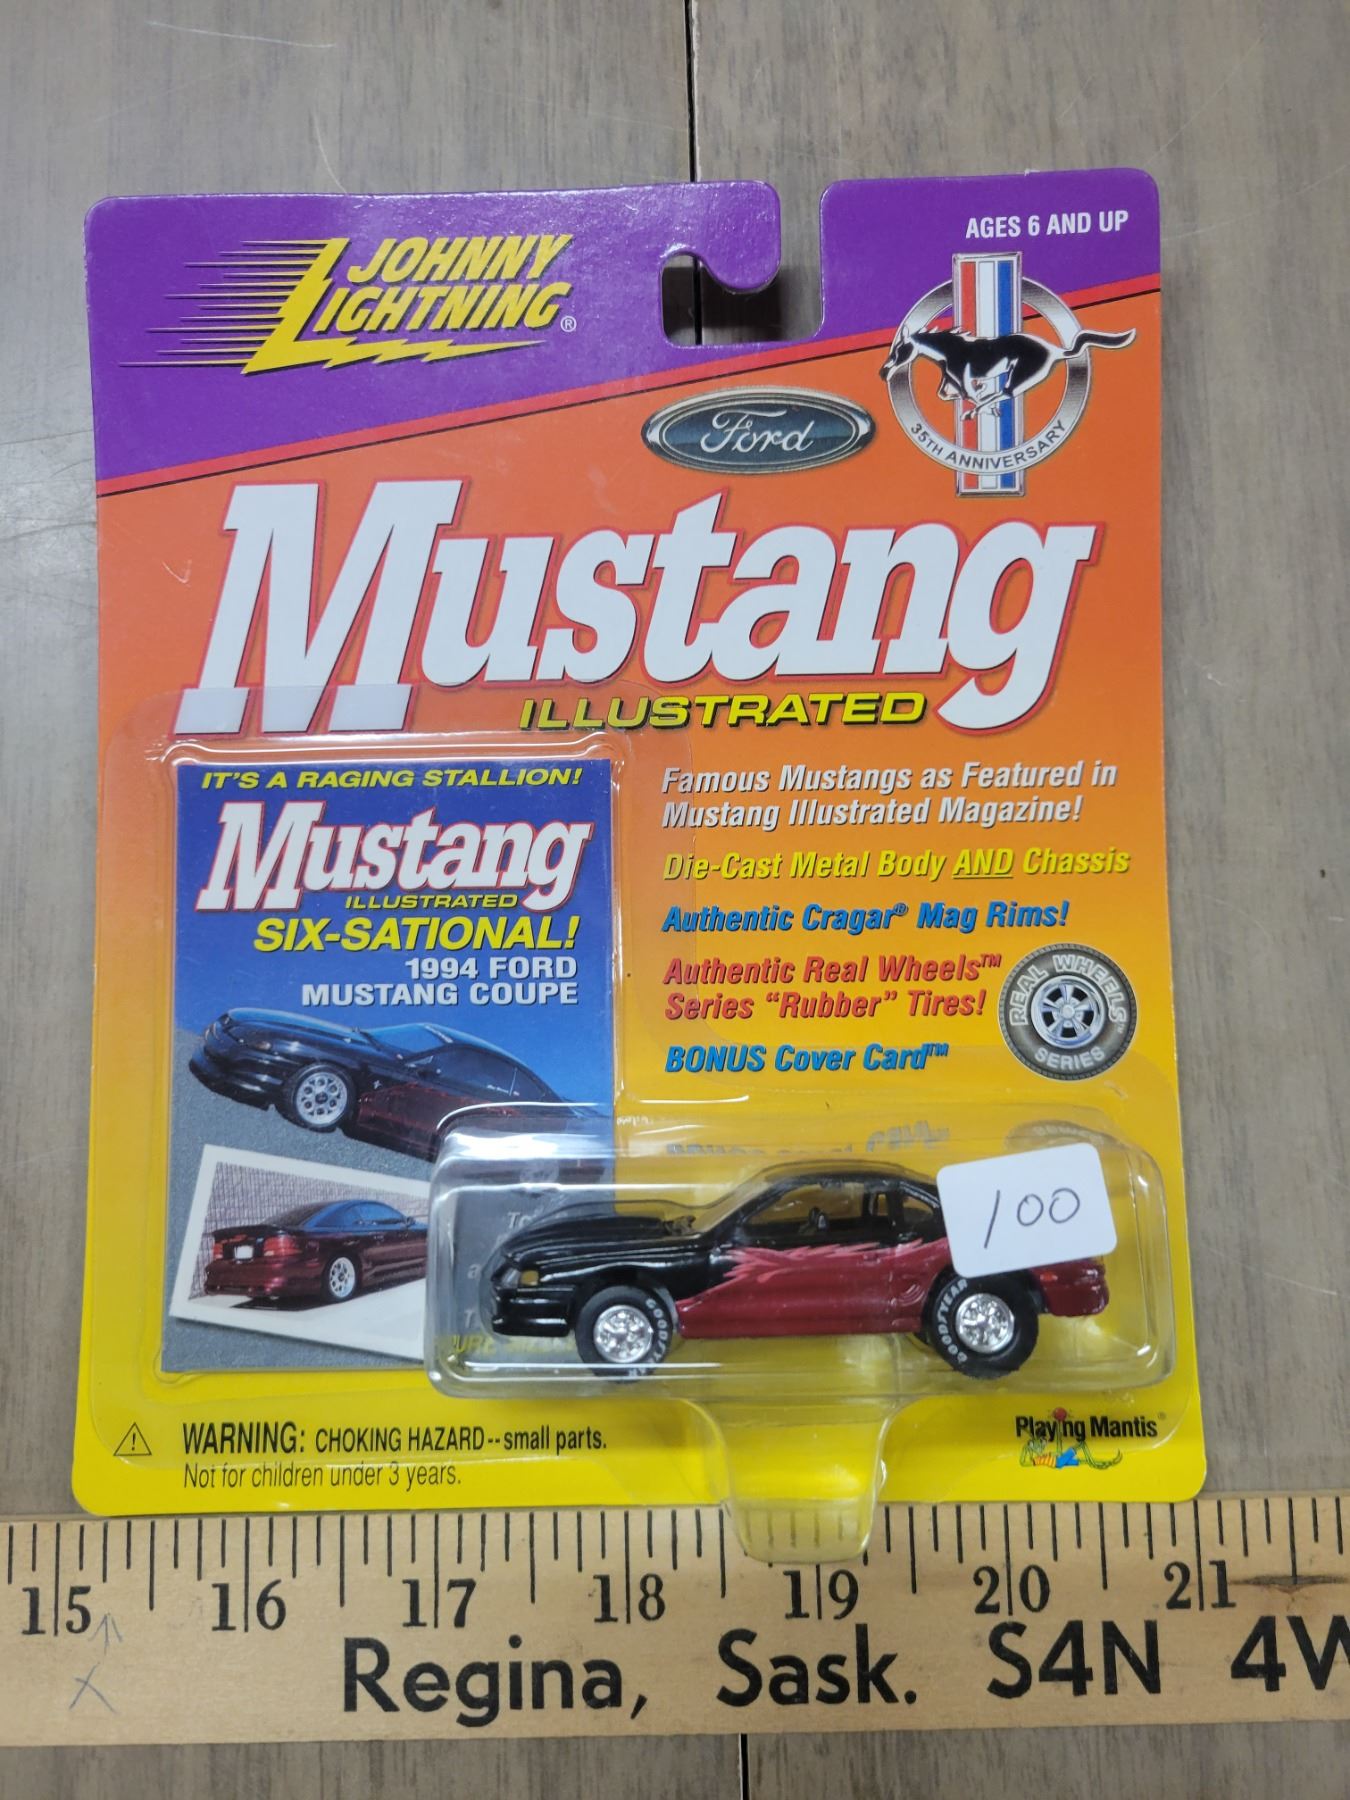 AGES 6 AND UP
JOHNNY
LIGHTNING®
Ford
35TH ANNIVERSARY
Mustang
ILLUSTRATED
IT'S A RAGING STALLION!
Mustang
ILLUSTRATED
SIX-SATIONAL!
1994 FORD
MUSTANG COUPE
Famous Mustangs as Featured in
Mustang Illustrated Magazine!
Die-Cast Metal Body AND Chassis
Authentic Cragar® Mag Rims!
Authentic Real Wheels™
Series "Rubber" Tires!
REAL WHEELS™
SERIES
BONUS Cover Card™
100
GOODYEAR
GOODYEAR
Playing Mantis®
WARNING: CHOKING HAZARD--small parts.
Not for children under 3 years.
15 16 17 18 19 20 21
X
Regina, Sask. S4N 4W